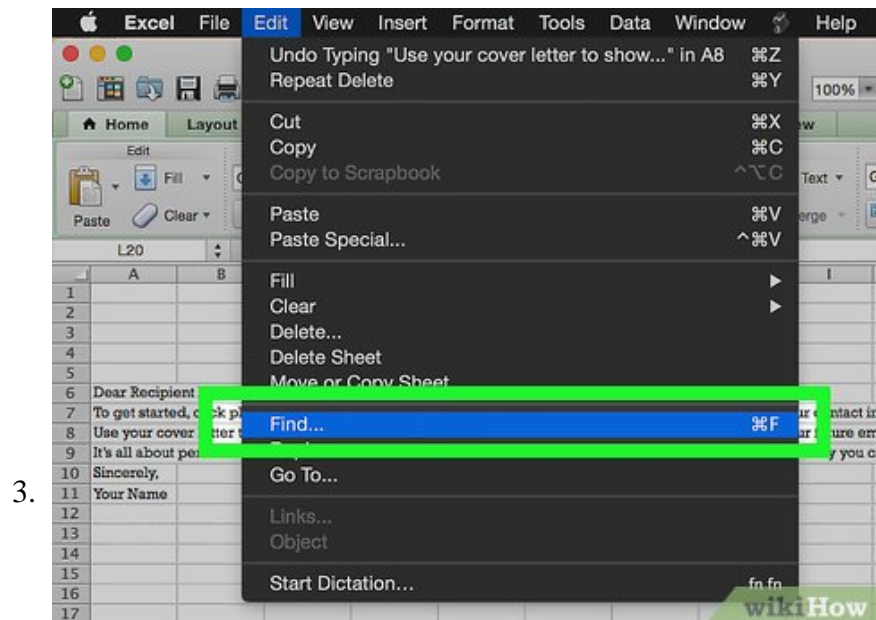 Excel File Edit View Insert Format Tools Data Window Help
Undo Typing "Use your cover letter to show..." in A8 ⌘Z
Repeat Delete ⌘Y
100%
Home Layout
Edit
Cut ⌘X
Copy ⌘C
Copy to Scrapbook ^⌥C
Fill
Text
Paste
Clear
Paste ⌘V
Paste Special... ^⌘V
L20
A B I
Fill
Clear
Delete...
Delete Sheet
Move or Copy Sheet
1
2
3
4
5
6 Dear Recipient
7 To get started,
8 Use your cover
9 It's all about
10 Sincerely,
11 Your Name
12
13
14
15
16
17
Find... ⌘F
Go To...
Links...
Object
Start Dictation... fn fn
3.
wikiHow